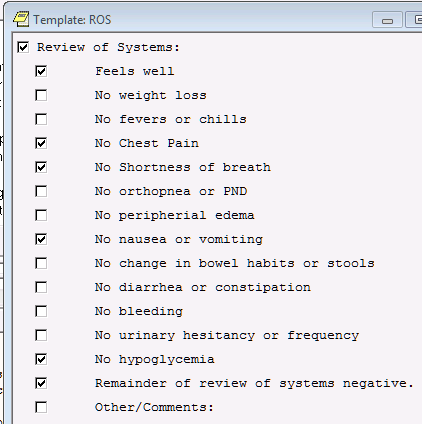 Template: ROS
Review of Systems:
Feels well
No weight loss
No fevers or chills
No Chest Pain
No Shortness of breath
No orthopnea or PND
No peripherial edema
No nausea or vomiting
No change in bowel habits or stools
No diarrhea or constipation
No bleeding
No urinary hesitancy or frequency
No hypoglycemia
Remainder of review of systems negative.
Other/Comments: